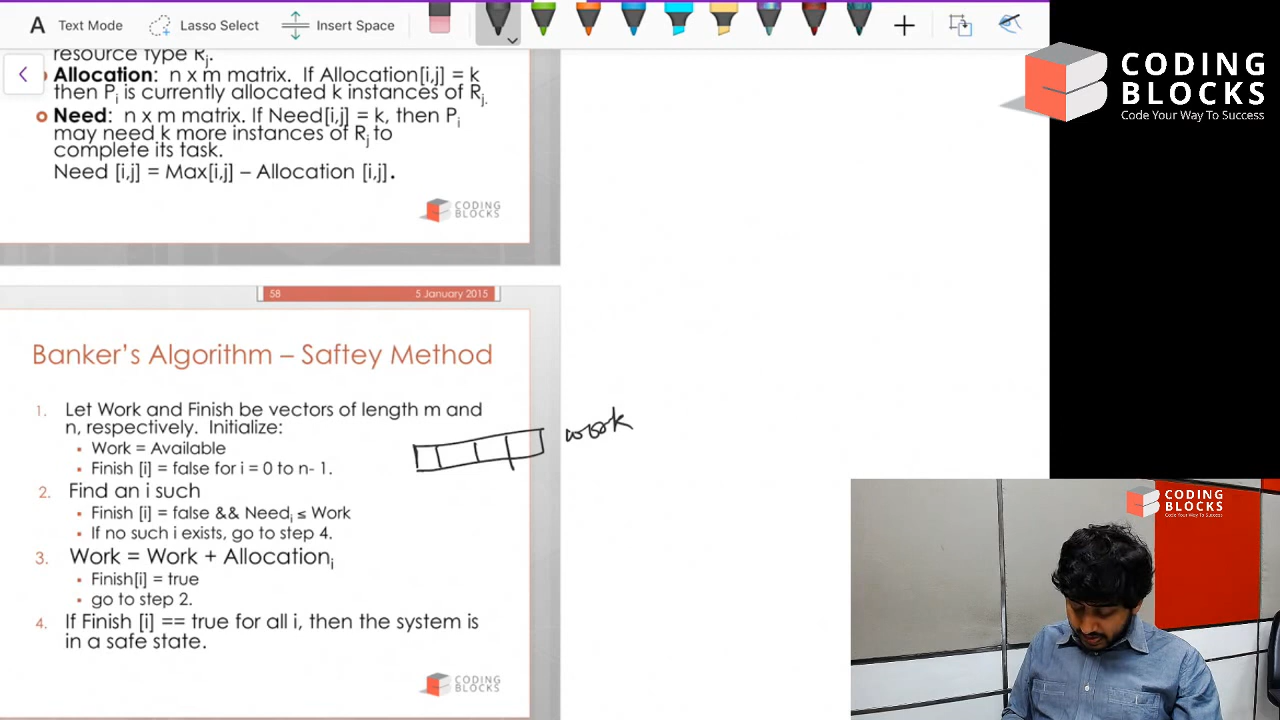 Text Mode
Lasso Select
Insert Space
resource type Rj.
Allocation: n x m matrix. If Allocation[i,j] = k
then Pi is currently allocated k instances of Rj.
Need: n x m matrix. If Need[i,j] = k, then Pi
may need k more instances of Rj to
complete its task.
Need [i,j] = Max[i,j] – Allocation [i,j].
CODING
BLOCKS
58
5 January 2015
Banker's Algorithm – Saftey Method
1. Let Work and Finish be vectors of length m and
n, respectively. Initialize:
▪ Work = Available
▪ Finish [i] = false for i = 0 to n- 1.
2. Find an i such
▪ Finish [i] = false && Needi ≤ Work
▪ If no such i exists, go to step 4.
3. Work = Work + Allocationi
▪ Finish[i] = true
▪ go to step 2.
4. If Finish [i] == true for all i, then the system is
in a safe state.
work
CODING
BLOCKS
CODING
BLOCKS
Code Your Way To Success
CODING
BLOCKS
Code Your Way To Success